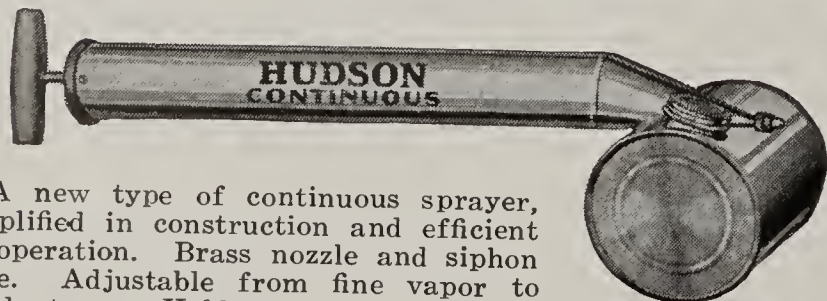 HUDSON
CONTINUOUS
A new type of continuous sprayer,
plified in construction and efficient
operation. Brass nozzle and siphon
e. Adjustable from fine vapor to